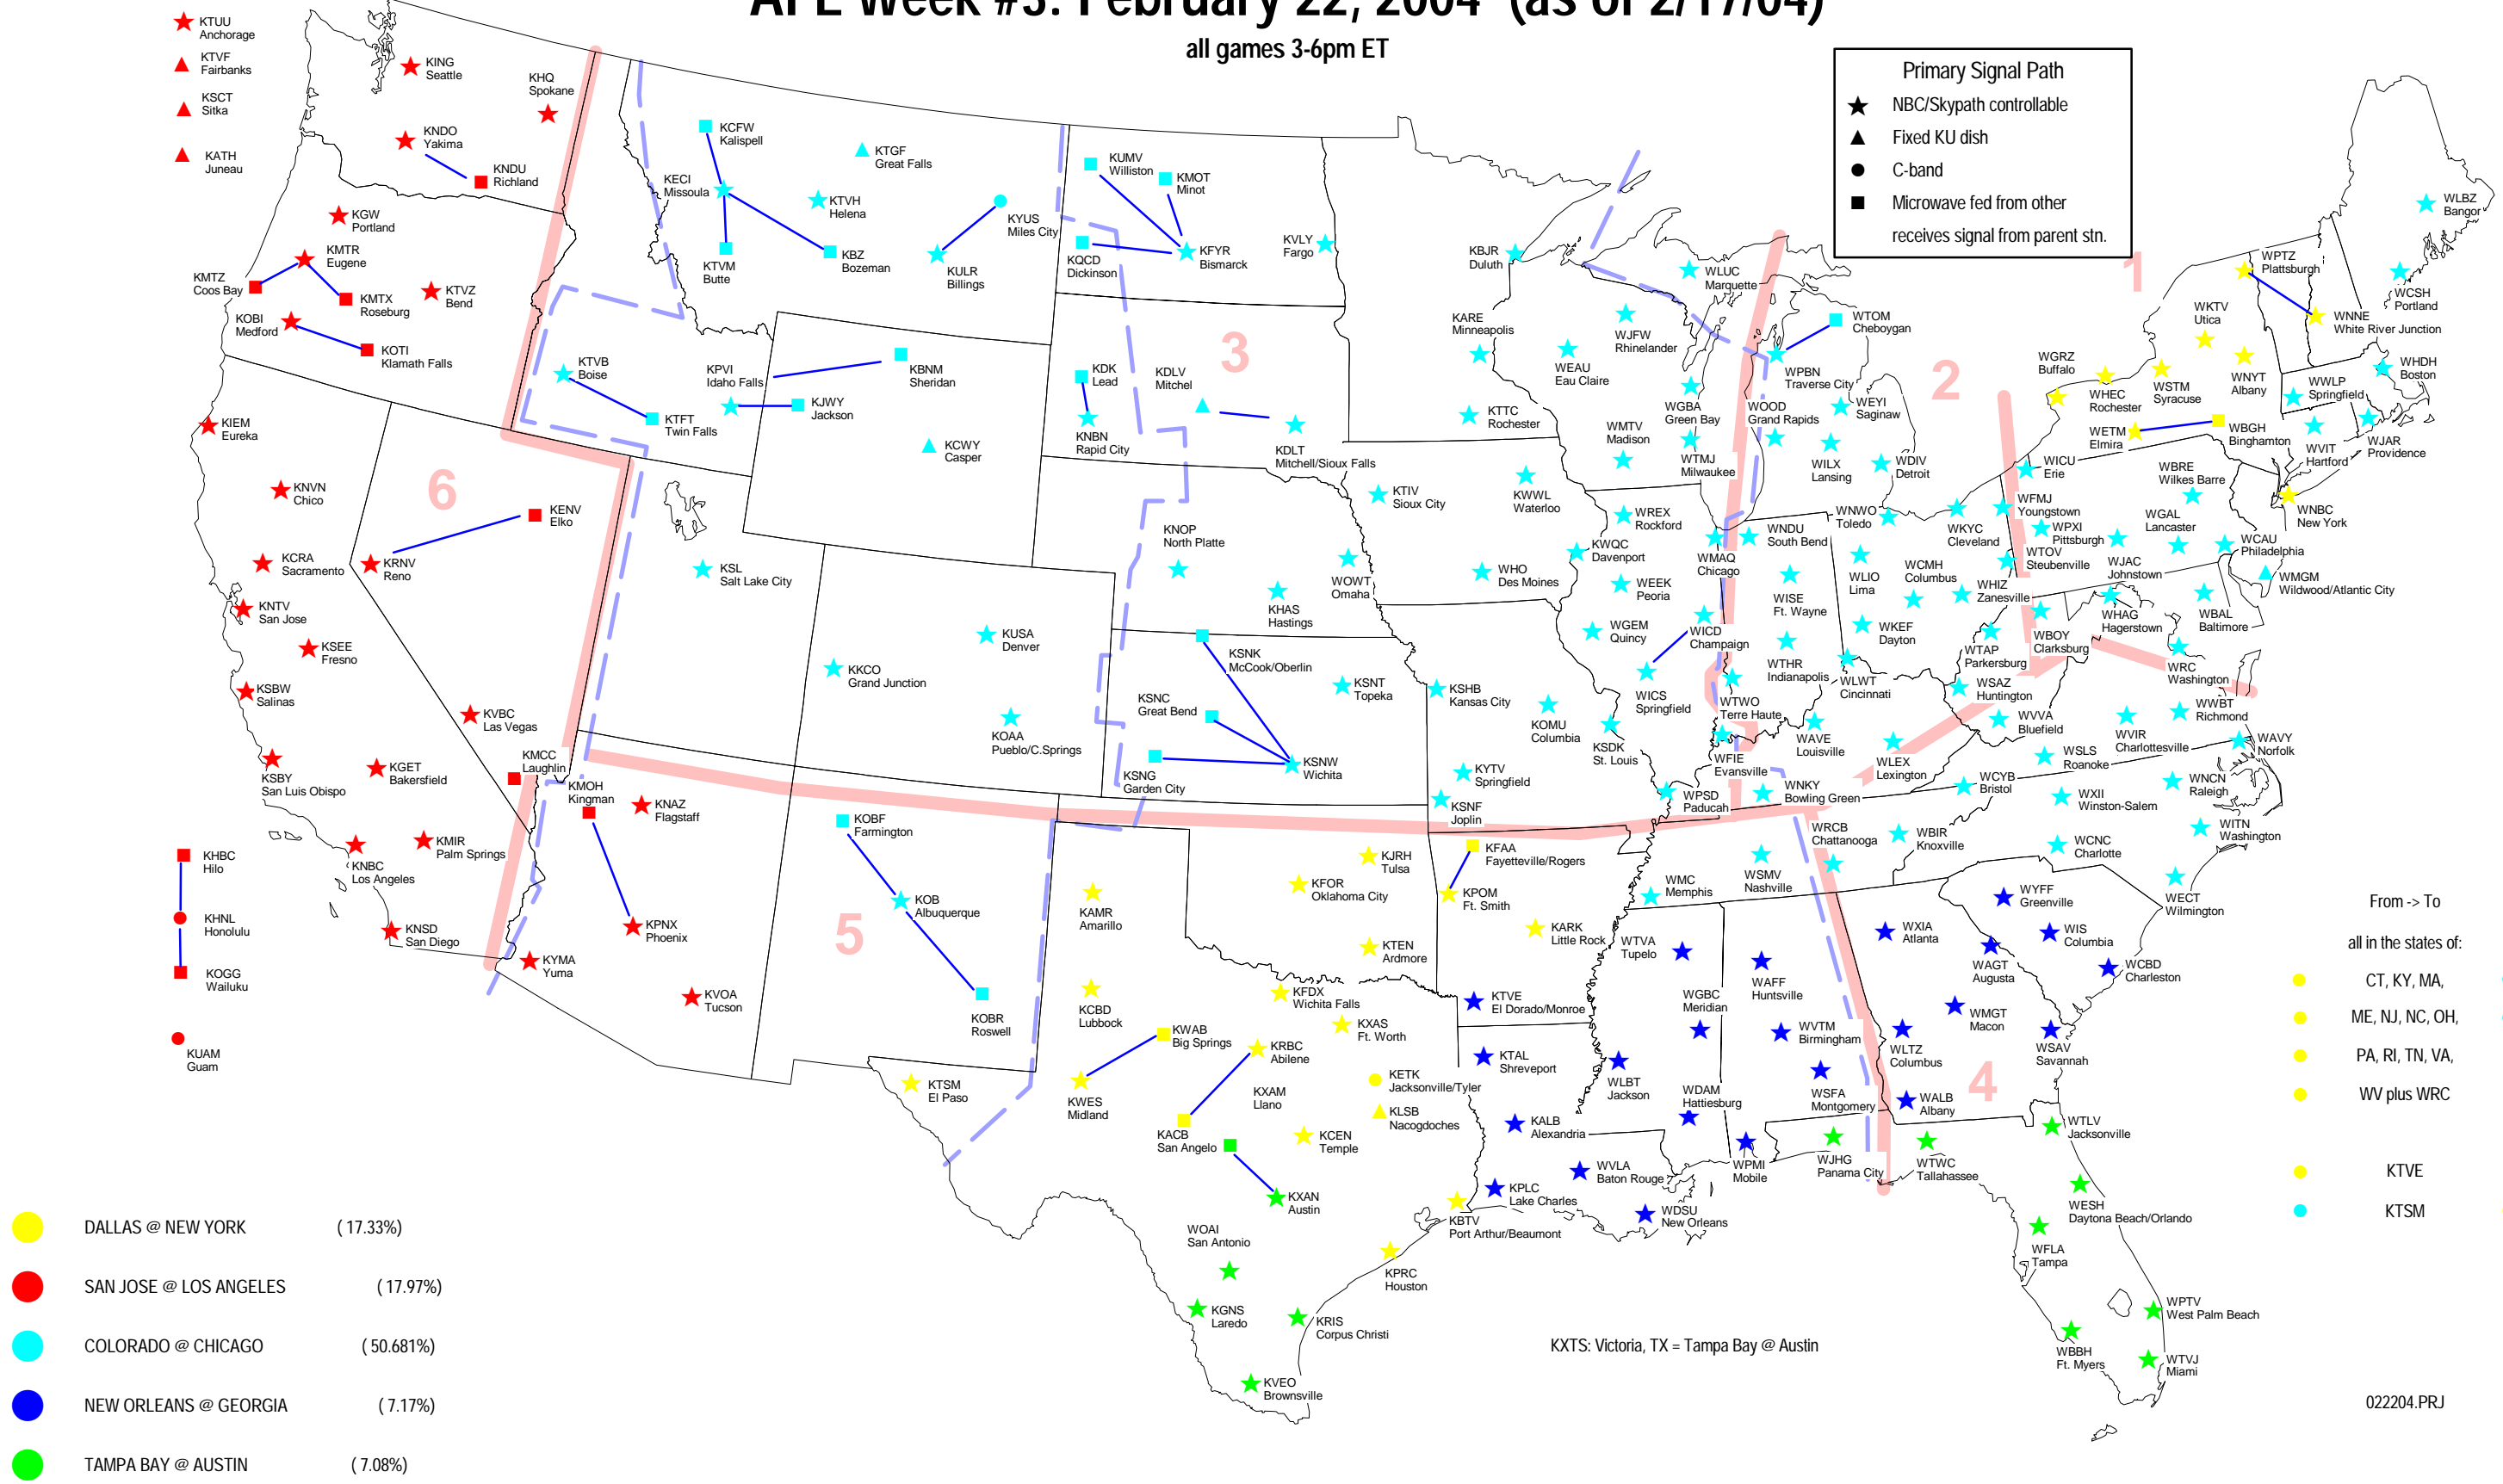 AFL Week #3: February 22, 2004 (as of 2/17/04)
all games 3-6pm ET
Primary Signal Path
NBC/Skypath controllable
Fixed KU dish
C-band
Microwave fed from other
receives signal from parent stn.
KTUU
Anchorage
KTVF
Fairbanks
KSCT
Sitka
KATH
Juneau
KING
Seattle
KHQ
Spokane
KNDO
Yakima
KNDU
Richland
KGW
Portland
KMTR
Eugene
KMTZ
Coos Bay
KMTX
Roseburg
KTVZ
Bend
KOBI
Medford
KOTI
Klamath Falls
KIEM
Eureka
KNVN
Chico
6
KENV
Elko
KCRA
Sacramento
KRNV
Reno
KNTV
San Jose
KSEE
Fresno
KSBW
Salinas
KVBC
Las Vegas
KSBY
San Luis Obispo
KGET
Bakersfield
KMCC
Laughlin
KMOH
Kingman
KNAZ
Flagstaff
KMIR
Palm Springs
KNBC
Los Angeles
KNSD
San Diego
KPNX
Phoenix
KYMA
Yuma
KVOA
Tucson
KHBC
Hilo
KHNL
Honolulu
KOGG
Wailuku
KUAM
Guam
KCFW
Kalispell
KTGF
Great Falls
KECI
Missoula
KTVH
Helena
KYUS
Miles City
KTVM
Butte
KBZ
Bozeman
KULR
Billings
KTVB
Boise
KTFT
Twin Falls
KPVI
Idaho Falls
KBNM
Sheridan
KJWY
Jackson
KCWY
Casper
KSL
Salt Lake City
KUSA
Denver
KKCO
Grand Junction
KOAA
Pueblo/C.Springs
KOBF
Farmington
KOB
Albuquerque
KOBR
Roswell
5
KUMV
Williston
KMOT
Minot
KQCD
Dickinson
KFYR
Bismarck
KVLY
Fargo
3
KDK
Lead
KNBN
Rapid City
KDLV
Mitchel
KDLT
Mitchell/Sioux Falls
KNOP
North Platte
KHAS
Hastings
WOWT
Omaha
KSNK
McCook/Oberlin
KSNC
Great Bend
KSNG
Garden City
KSNT
Topeka
KSNW
Wichita
KBJR
Duluth
KARE
Minneapolis
KTTC
Rochester
KTIV
Sioux City
KWWL
Waterloo
WHO
Des Moines
KWQC
Davenport
KSHB
Kansas City
KOMU
Columbia
KSDK
St. Louis
KYTV
Springfield
KSNF
Joplin
WLUC
Marquette
WJFW
Rhinelander
WEAU
Eau Claire
WGBA
Green Bay
WMTV
Madison
WTMJ
Milwaukee
WREX
Rockford
WMAQ
Chicago
WEEK
Peoria
WGEM
Quincy
WICD
Champaign
WICS
Springfield
WPSD
Paducah
WTOM
Cheboygan
WPBN
Traverse City
WOOD
Grand Rapids
WEYI
Saginaw
WILX
Lansing
WDIV
Detroit
2
WNDU
South Bend
WISE
Ft. Wayne
WTHR
Indianapolis
WTWO
Terre Haute
WFIE
Evansville
WNWO
Toledo
WKYC
Cleveland
WFMJ
Youngstown
WLIO
Lima
WCMH
Columbus
WHIZ
Zanesville
WTOV
Steubenville
WKEF
Dayton
WLWT
Cincinnati
WAVE
Louisville
WLEX
Lexington
WNKY
Bowling Green
WTAP
Parkersburg
WSAZ
Huntington
WBOY
Clarksburg
WVVA
Bluefield
1
WPTZ
Plattsburgh
WNNE
White River Junction
WKTV
Utica
WGRZ
Buffalo
WHEC
Rochester
WSTM
Syracuse
WNYT
Albany
WETM
Elmira
WBGH
Binghamton
WNBC
New York
WLBZ
Bangor
WCSH
Portland
WHDH
Boston
WWLP
Springfield
WVIT
Hartford
WJAR
Providence
WICU
Erie
WBRE
Wilkes Barre
WPXI
Pittsburgh
WGAL
Lancaster
WJAC
Johnstown
WCAU
Philadelphia
WMGM
Wildwood/Atlantic City
WHAG
Hagerstown
WBAL
Baltimore
WRC
Washington
WWBT
Richmond
WVIR
Charlottesville
WAVY
Norfolk
WSLS
Roanoke
WCYB
Bristol
WXII
Winston-Salem
WNCN
Raleigh
WITN
Washington
WCNC
Charlotte
WECT
Wilmington
WRCB
Chattanooga
WBIR
Knoxville
WSMV
Nashville
WMC
Memphis
KFAA
Fayetteville/Rogers
KPOM
Ft. Smith
KARK
Little Rock
KTVE
El Dorado/Monroe
KJRH
Tulsa
KFOR
Oklahoma City
KTEN
Ardmore
KAMR
Amarillo
KCBD
Lubbock
KFDX
Wichita Falls
KXAS
Ft. Worth
KWAB
Big Springs
KRBC
Abilene
KTSM
El Paso
KWES
Midland
KACB
San Angelo
KXAM
Llano
KETK
Jacksonville/Tyler
KLSB
Nacogdoches
KCEN
Temple
KXAN
Austin
KBTV
Port Arthur/Beaumont
KPRC
Houston
WOAI
San Antonio
KGNS
Laredo
KRIS
Corpus Christi
KVEO
Brownsville
KTAL
Shreveport
KALB
Alexandria
KPLC
Lake Charles
WVLA
Baton Rouge
WDSU
New Orleans
WTVA
Tupelo
WGBC
Meridian
WLBT
Jackson
WDAM
Hattiesburg
WAFF
Huntsville
WVTM
Birmingham
WSFA
Montgomery
WPMI
Mobile
WXIA
Atlanta
WAGT
Augusta
WMGT
Macon
WLTZ
Columbus
WSAV
Savannah
WALB
Albany
4
WYFF
Greenville
WIS
Columbia
WCBD
Charleston
WJHG
Panama City
WTWC
Tallahassee
WTLV
Jacksonville
WESH
Daytona Beach/Orlando
WFLA
Tampa
WPTV
West Palm Beach
WBBH
Ft. Myers
WTVJ
Miami
From -> To
all in the states of:
CT, KY, MA,
ME, NJ, NC, OH,
PA, RI, TN, VA,
WV plus WRC
KTVE
KTSM
KXTS: Victoria, TX = Tampa Bay @ Austin
022204.PRJ
DALLAS @ NEW YORK (17.33%)
SAN JOSE @ LOS ANGELES (17.97%)
COLORADO @ CHICAGO (50.681%)
NEW ORLEANS @ GEORGIA (7.17%)
TAMPA BAY @ AUSTIN (7.08%)